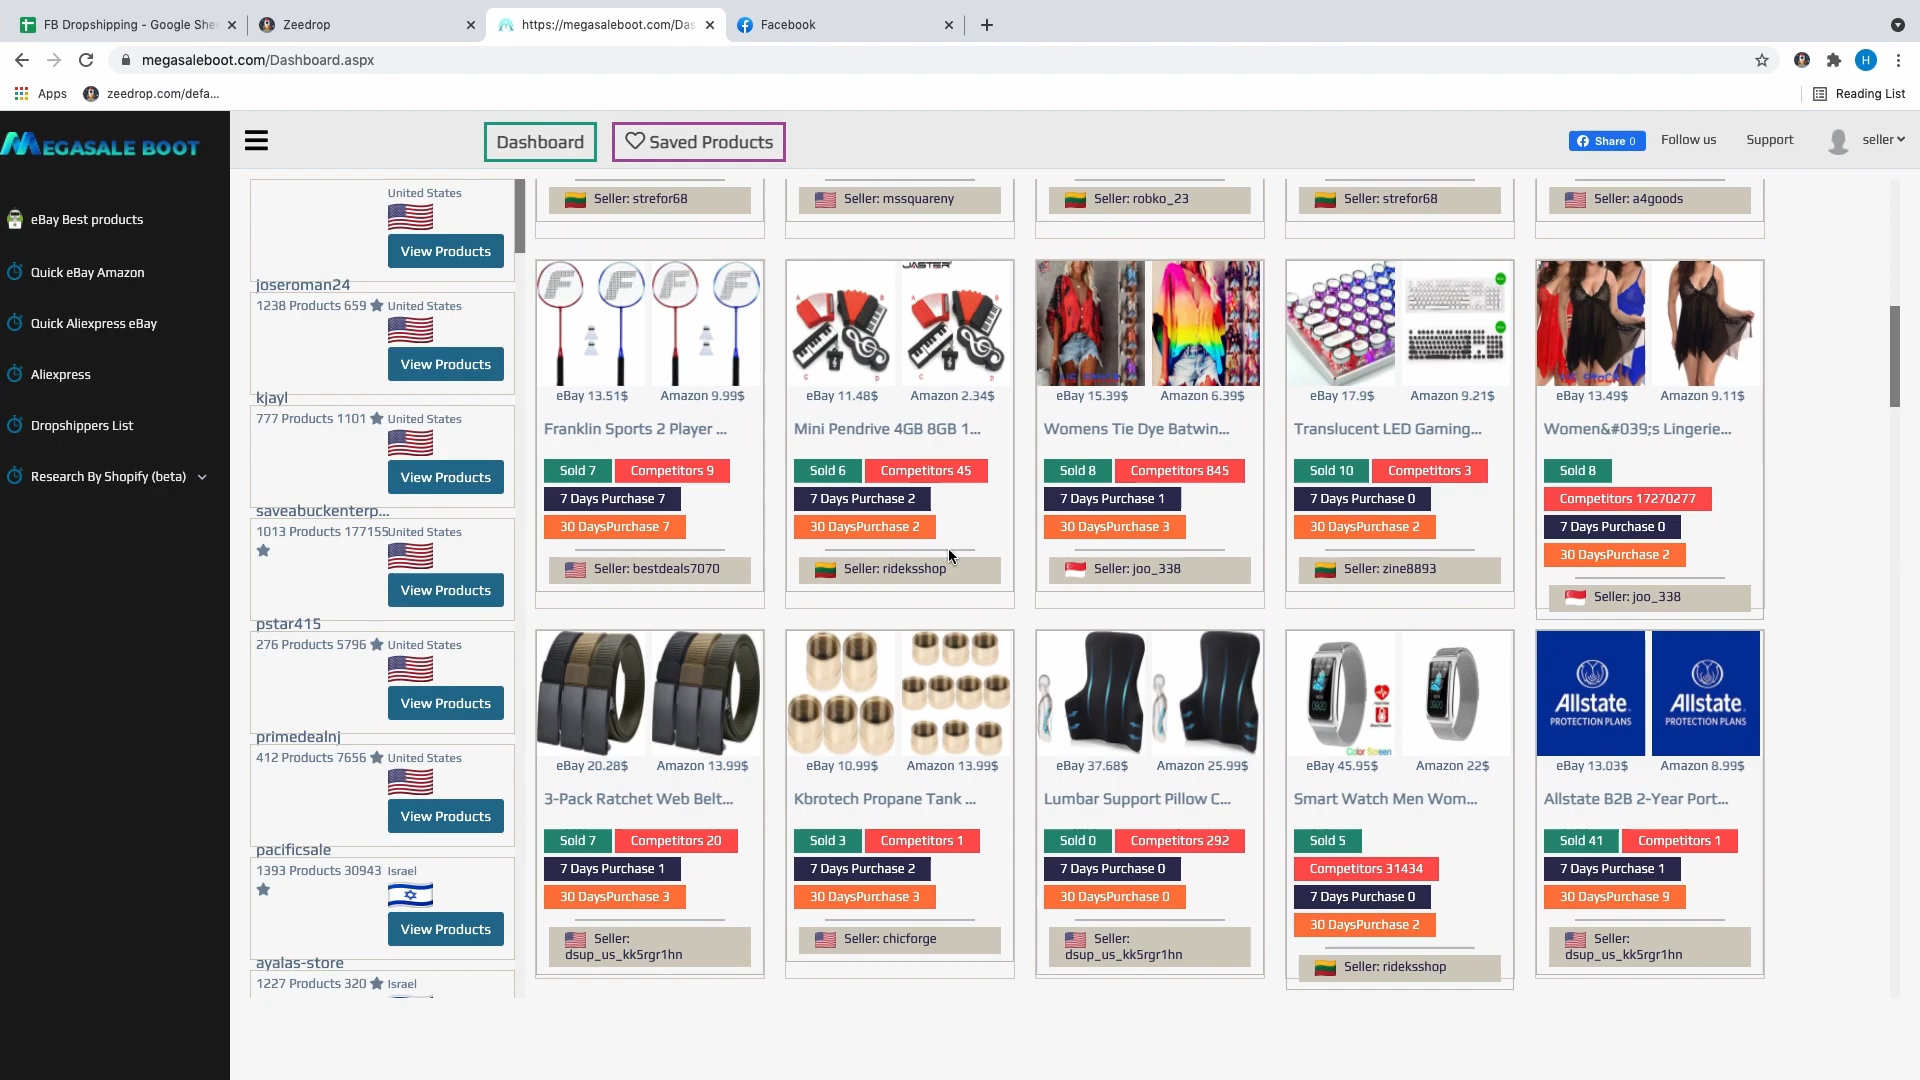 FB Dropshipping - Google She
Zeedrop
https://megasaleboot.com/Das
Facebook
megasaleboot.com/Dashboard.aspx
H
Apps
zeedrop.com/defa...
Reading List
MEGASALE BOOT
Dashboard
Saved Products
Share 0
Follow us
Support
seller
eBay Best products
Quick eBay Amazon
Quick Aliexpress eBay
Aliexpress
Dropshippers List
Research By Shopify (beta)
United States
View Products
joseroman24
1238 Products 659
United States
View Products
kjayl
777 Products 1101
United States
View Products
saveabuckenterp...
1013 Products 177155
United States
View Products
pstar415
276 Products 5796
United States
View Products
primedealnj
412 Products 7656
United States
View Products
pacificsale
1393 Products 30943
Israel
View Products
ayalas-store
1227 Products 320
Israel
Seller: strefor68
Seller: mssquareny
Seller: robko_23
Seller: strefor68
Seller: a4goods
eBay 13.51$ Amazon 9.99$
Franklin Sports 2 Player ...
Sold 7 Competitors 9
7 Days Purchase 7
30 DaysPurchase 7
Seller: bestdeals7070
JASTER
eBay 11.48$ Amazon 2.34$
Mini Pendrive 4GB 8GB 1...
Sold 6 Competitors 45
7 Days Purchase 2
30 DaysPurchase 2
Seller: rideksshop
eBay 15.39$ Amazon 6.39$
Womens Tie Dye Batwin...
Sold 8 Competitors 845
7 Days Purchase 1
30 DaysPurchase 3
Seller: joo_338
eBay 17.9$ Amazon 9.21$
Translucent LED Gaming...
Sold 10 Competitors 3
7 Days Purchase 0
30 DaysPurchase 2
Seller: zine8893
eBay 13.49$ Amazon 9.11$
Women&#039;s Lingerie...
Sold 8
Competitors 17270277
7 Days Purchase 0
30 DaysPurchase 2
Seller: joo_338
eBay 20.28$ Amazon 13.99$
3-Pack Ratchet Web Belt...
Sold 7 Competitors 20
7 Days Purchase 1
30 DaysPurchase 3
Seller:
dsup_us_kk5rgr1hn
eBay 10.99$ Amazon 13.99$
Kbrotech Propane Tank ...
Sold 3 Competitors 1
7 Days Purchase 2
30 DaysPurchase 3
Seller: chicforge
eBay 37.68$ Amazon 25.99$
Lumbar Support Pillow C...
Sold 0 Competitors 292
7 Days Purchase 0
30 DaysPurchase 0
Seller:
dsup_us_kk5rgr1hn
Color Screen
eBay 45.95$ Amazon 22$
Smart Watch Men Wom...
Sold 5
Competitors 31434
7 Days Purchase 0
30 DaysPurchase 2
Seller: rideksshop
Allstate
PROTECTION PLANS
Allstate
PROTECTION PLANS
eBay 13.03$ Amazon 8.99$
Allstate B2B 2-Year Port...
Sold 41 Competitors 1
7 Days Purchase 1
30 DaysPurchase 9
Seller:
dsup_us_kk5rgr1hn